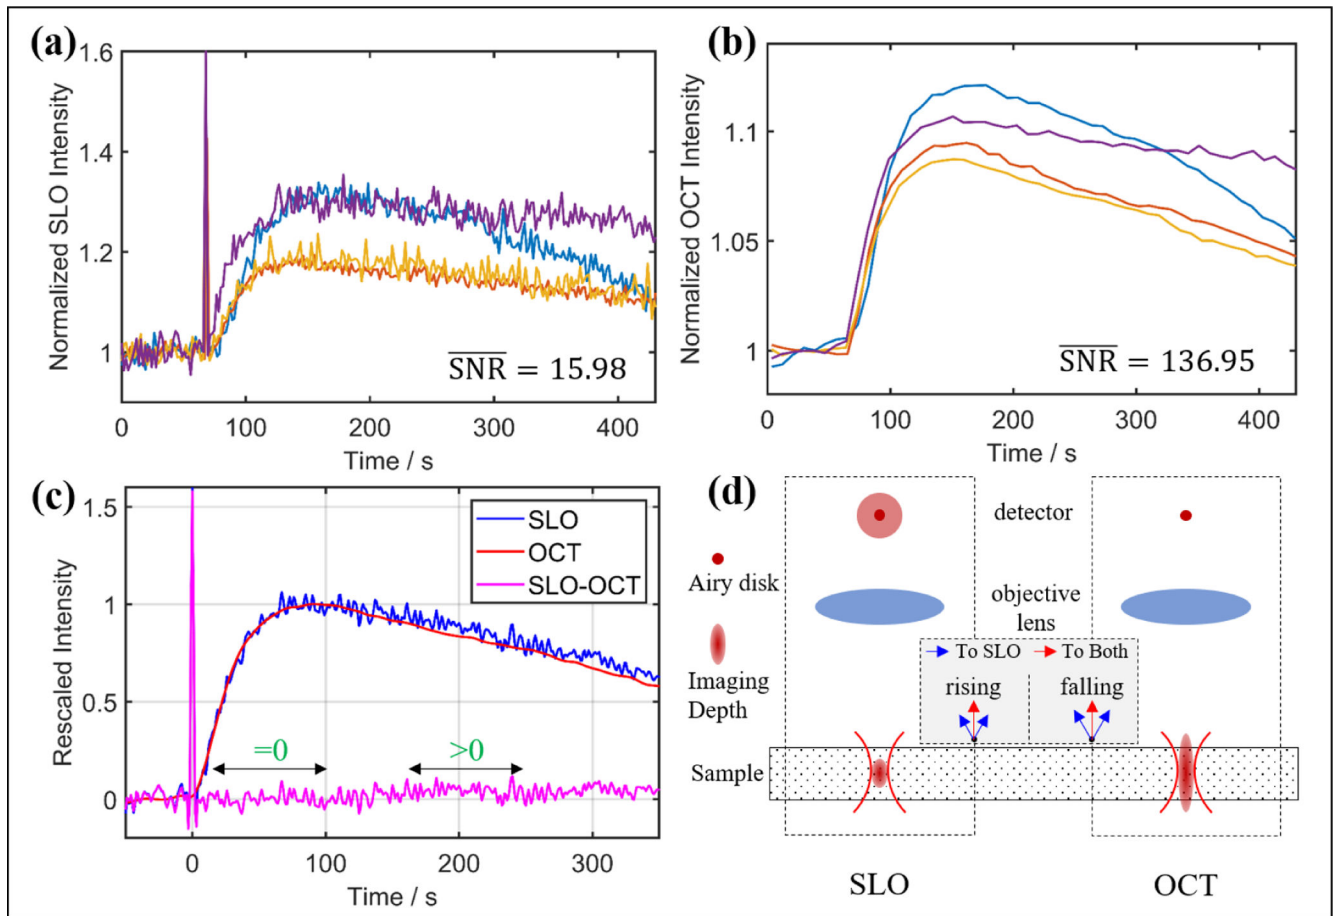 (a)
Normalized SLO Intensity
1.6
1.4
1.2
1
0
100
200
300
400
Time / s
SNR = 15.98
(b)
Normalized OCT Intensity
1.1
1.05
1
0
100
200
300
400
Time / s
SNR = 136.95
(c)
Rescaled Intensity
1.5
1
0.5
0
0
100
200
300
Time / s
SLO
OCT
SLO-OCT
=0
>0
(d)
detector
Airy disk
objective
lens
Imaging
Depth
To SLO
To Both
rising
falling
Sample
SLO
OCT